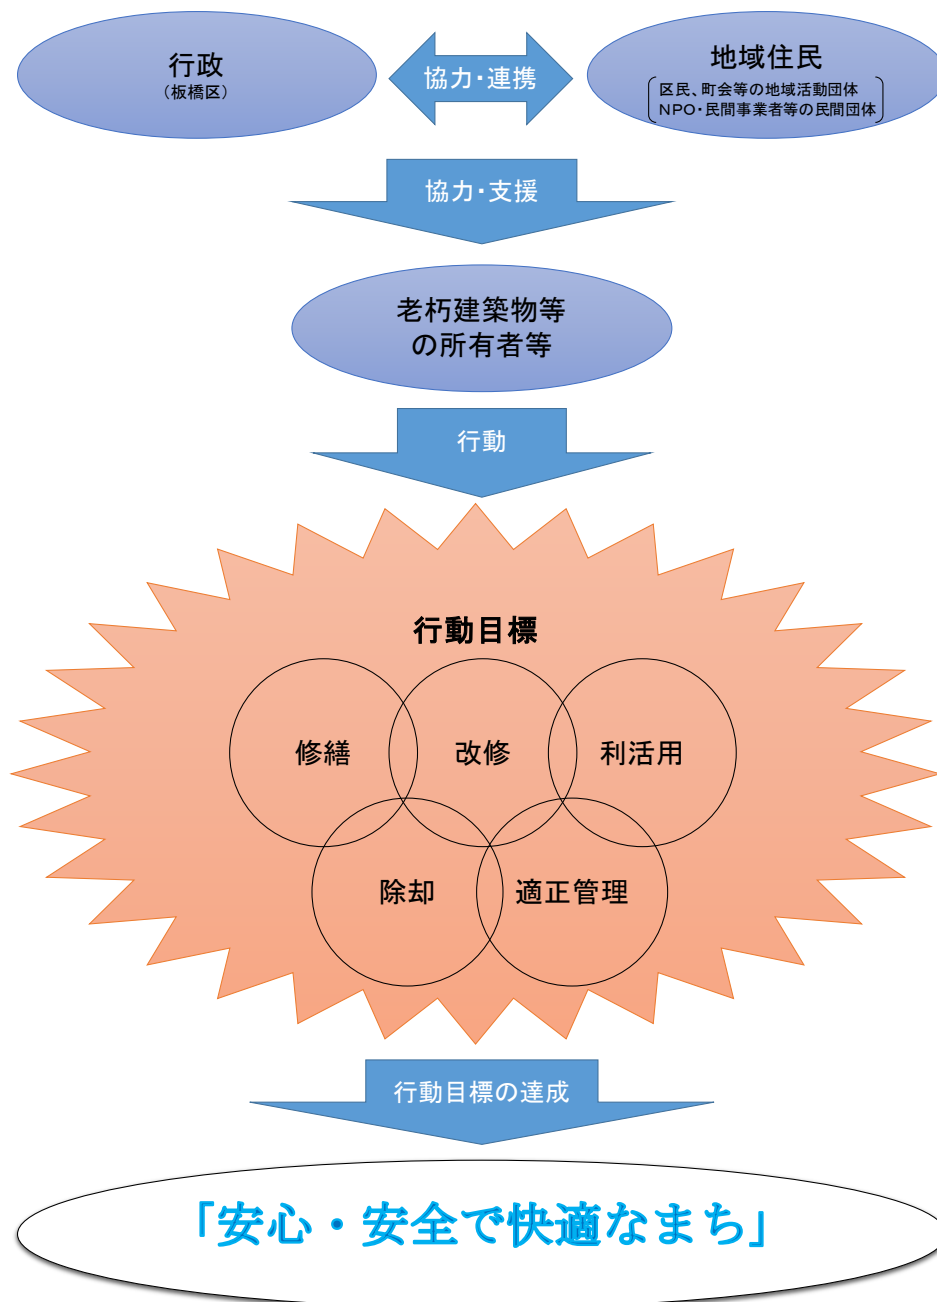 行政
（板橋区）
協力・連携
地域住民
区民、町会等の地域活動団体
NPO・民間事業者等の民間団体
協力・支援
老朽建築物等
の所有者等
行動
行動目標
修繕
改修
利活用
除却
適正管理
行動目標の達成
「安心・安全で快適なまち」